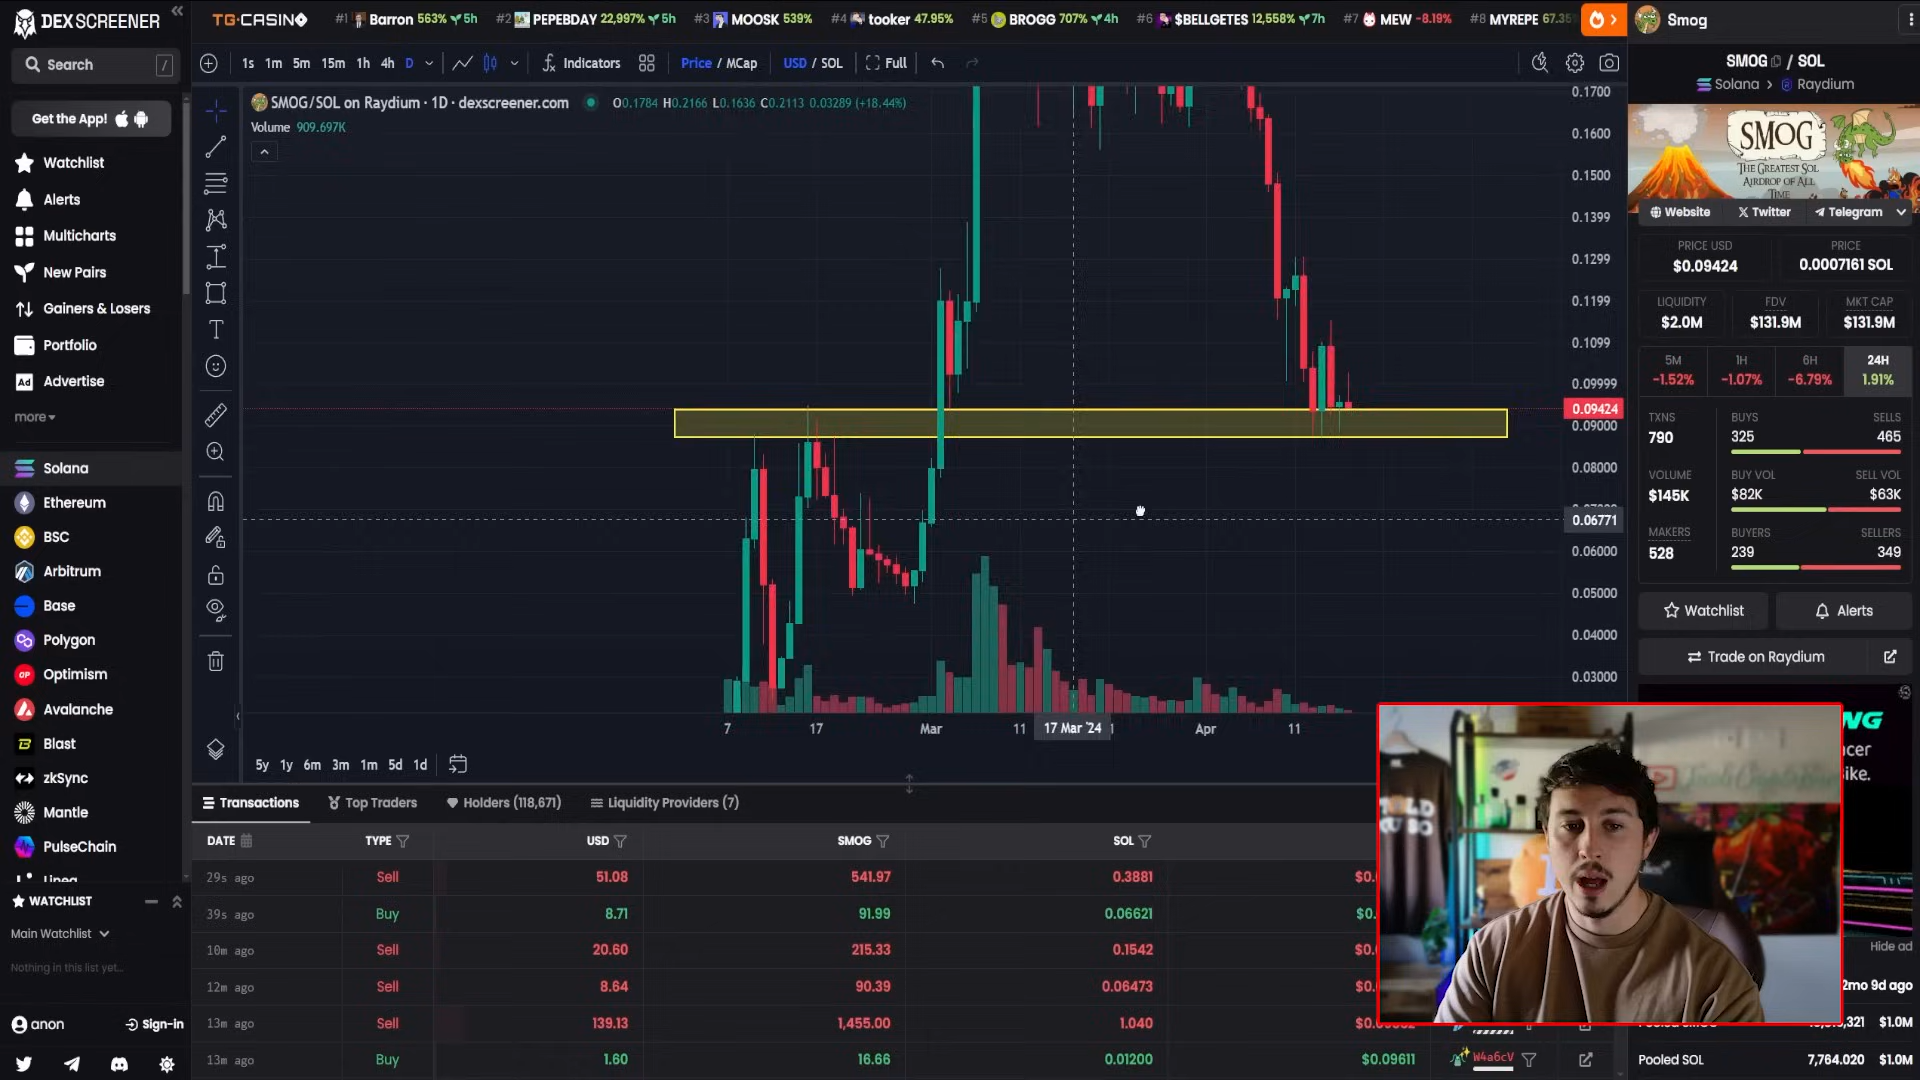 DEX SCREENER
Search /
Get the App!
Watchlist
Alerts
Multicharts
New Pairs
Gainers & Losers
Portfolio
Ad Advertise
more
Solana
Ethereum
BSC
Arbitrum
Base
Polygon
OP Optimism
Avalanche
Blast
zkSync
Mantle
PulseChain
Linea
WATCHLIST
Main Watchlist
Nothing in this list yet...
anon Sign-in
TG.CASINO
#1 Barron 563% 5h #2 PEPEBDAY 22,997% 5h #3 MOOSK 539% #4 tooker 47.95% #5 BROGG 707% 4h #6 $BELLGETES 12,558% 7h #7 MEW -8.19% #8 MYREPE 67.35
1s 1m 5m 15m 1h 4h D Indicators Price / MCap USD / SOL Full
SMOG/SOL on Raydium · 1D · dexscreener.com O0.1784 H0.2166 L0.1636 C0.2113 0.03289 (+18.44%)
Volume 909.697K
0.1700
0.1600
0.1500
0.1399
0.1299
0.1199
0.1099
0.09999
0.09424
0.09000
0.08000
0.06771
0.06000
0.05000
0.04000
0.03000
7 17 Mar 11 17 Mar '24 Apr 11
5y 1y 6m 3m 1m 5d 1d
Transactions Top Traders Holders (118,671) Liquidity Providers (7)
DATE TYPE USD SMOG SOL
29s ago Sell 51.08 541.97 0.3881 $0.
39s ago Buy 8.71 91.99 0.06621 $0.
10m ago Sell 20.60 215.33 0.1542 $0.
12m ago Sell 8.64 90.39 0.06473 $0.
13m ago Sell 139.13 1,455.00 1.040
13m ago Buy 1.60 16.66 0.01200 $0.09611 W4a6cV
Smog
SMOG / SOL
Solana > Raydium
SMOG
THE GREATEST SOL
AIRDROP OF ALL
TIME
Website Twitter Telegram
PRICE USD PRICE
$0.09424 0.0007161 SOL
LIQUIDITY FDV MKT CAP
$2.0M $131.9M $131.9M
5M 1H 6H 24H
-1.52% -1.07% -6.79% 1.91%
TXNS BUYS SELLS
790 325 465
VOLUME BUY VOL SELL VOL
$145K $82K $63K
MAKERS BUYERS SELLERS
528 239 349
Watchlist Alerts
Trade on Raydium
NG
cer
ike.
Hide ad
2mo 9d ago
321 $1.0M
Pooled SOL 7,764.020 $1.0M